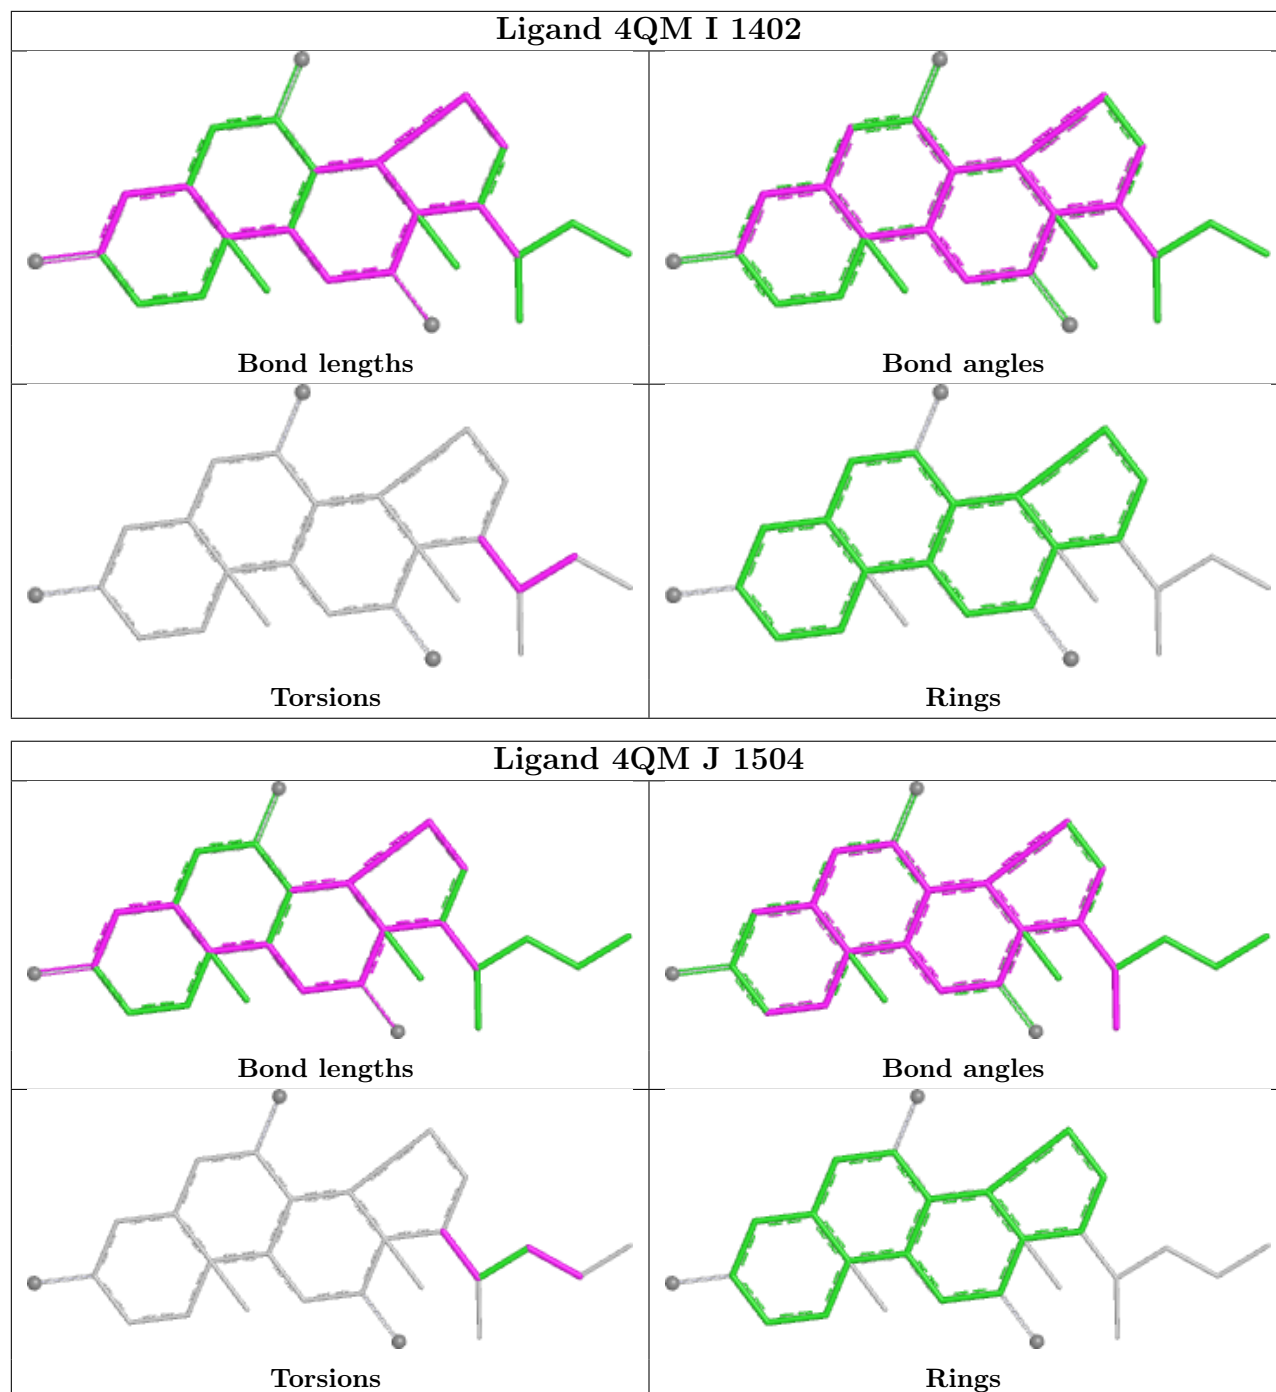 Ligand 4QM I 1402
Bond lengths
Bond angles
Torsions
Rings
Ligand 4QM J 1504
Bond lengths
Bond angles
Torsions
Rings